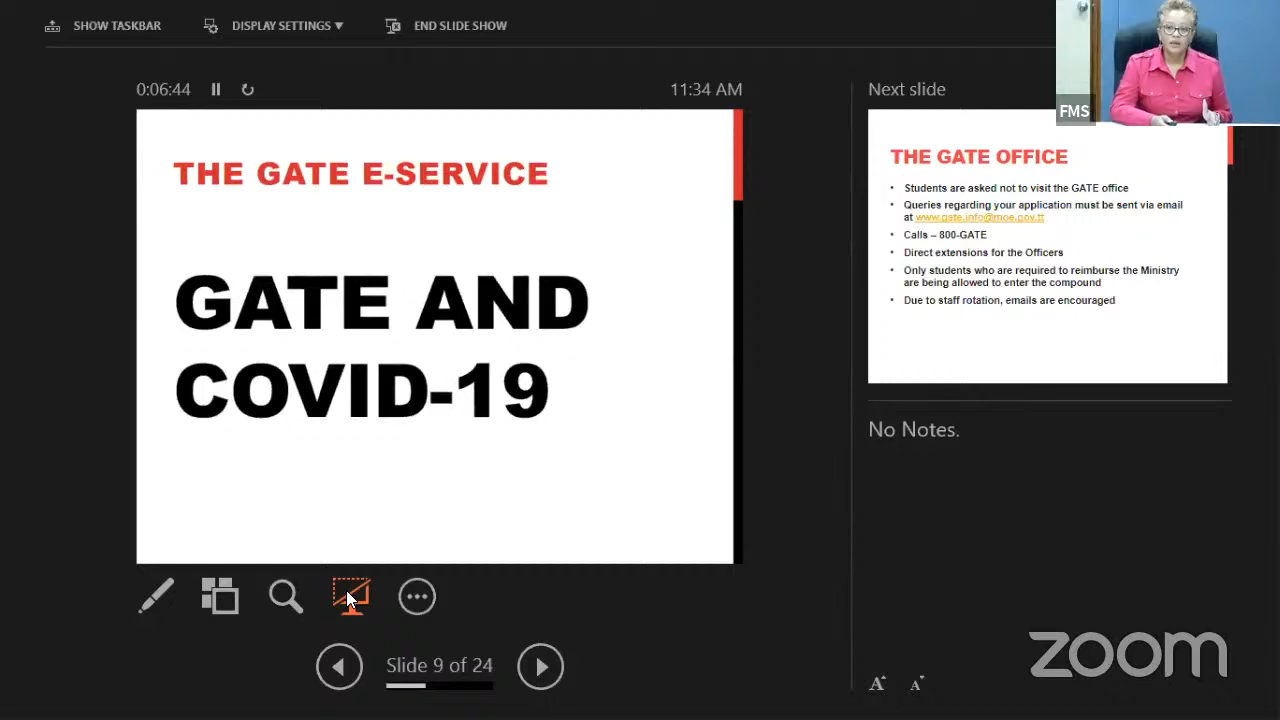 SHOW TASKBAR
DISPLAY SETTINGS ▼
END SLIDE SHOW
0:06:44
11:34 AM
THE GATE E-SERVICE
GATE AND
COVID-19
Slide 9 of 24
Next slide
FMS
THE GATE OFFICE
• Students are asked not to visit the GATE office
• Queries regarding your application must be sent via email
at www.gate.info@moe.gov.tt
• Calls – 800-GATE
• Direct extensions for the Officers
• Only students who are required to reimburse the Ministry
are being allowed to enter the compound
• Due to staff rotation, emails are encouraged
No Notes.
A A
zoom